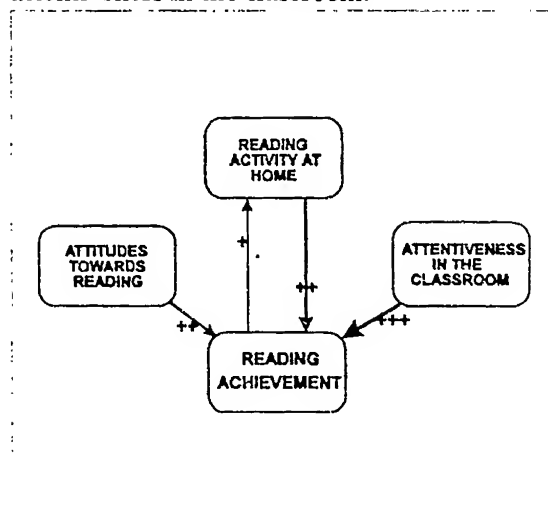 READING
ACTIVITY AT
HOME
+
ATTITUDES
TOWARDS
READING
ATTENTIVENESS
IN THE
CLASSROOM
++
++
+++
READING
ACHIEVEMENT